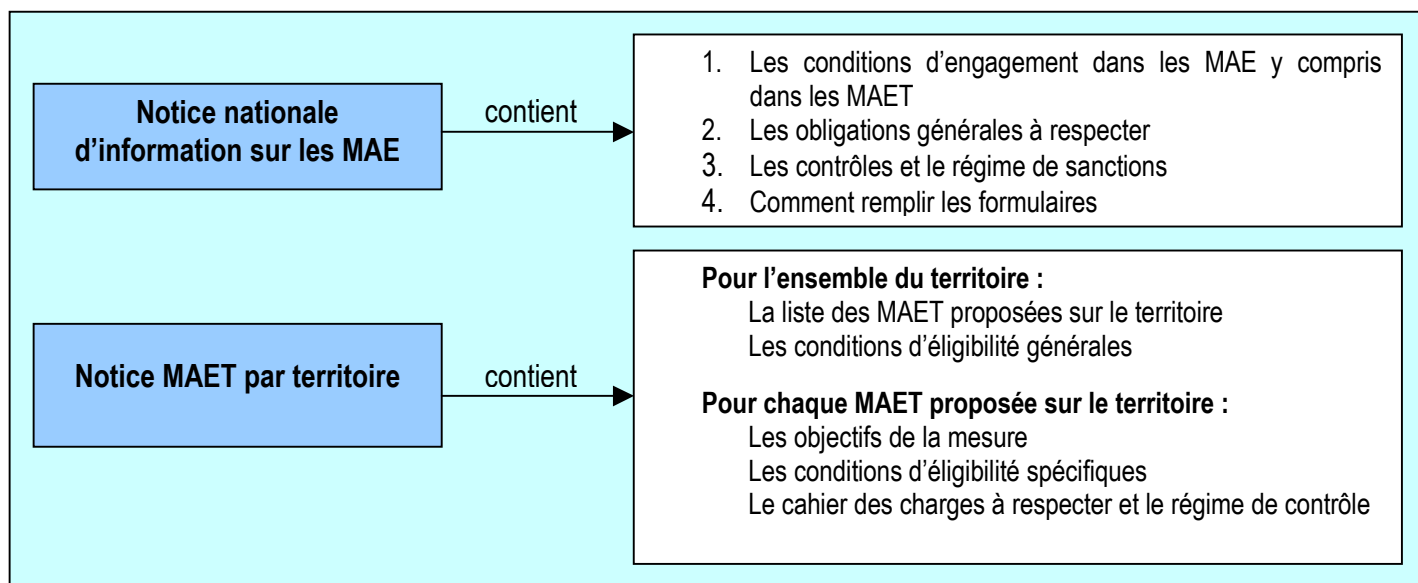 Notice nationale
d'information sur les MAE
contient
1. Les conditions d'engagement dans les MAE y compris
dans les MAET
2. Les obligations générales à respecter
3. Les contrôles et le régime de sanctions
4. Comment remplir les formulaires
Notice MAET par territoire
contient
Pour l'ensemble du territoire :
La liste des MAET proposées sur le territoire
Les conditions d'éligibilité générales
Pour chaque MAET proposée sur le territoire :
Les objectifs de la mesure
Les conditions d'éligibilité spécifiques
Le cahier des charges à respecter et le régime de contrôle